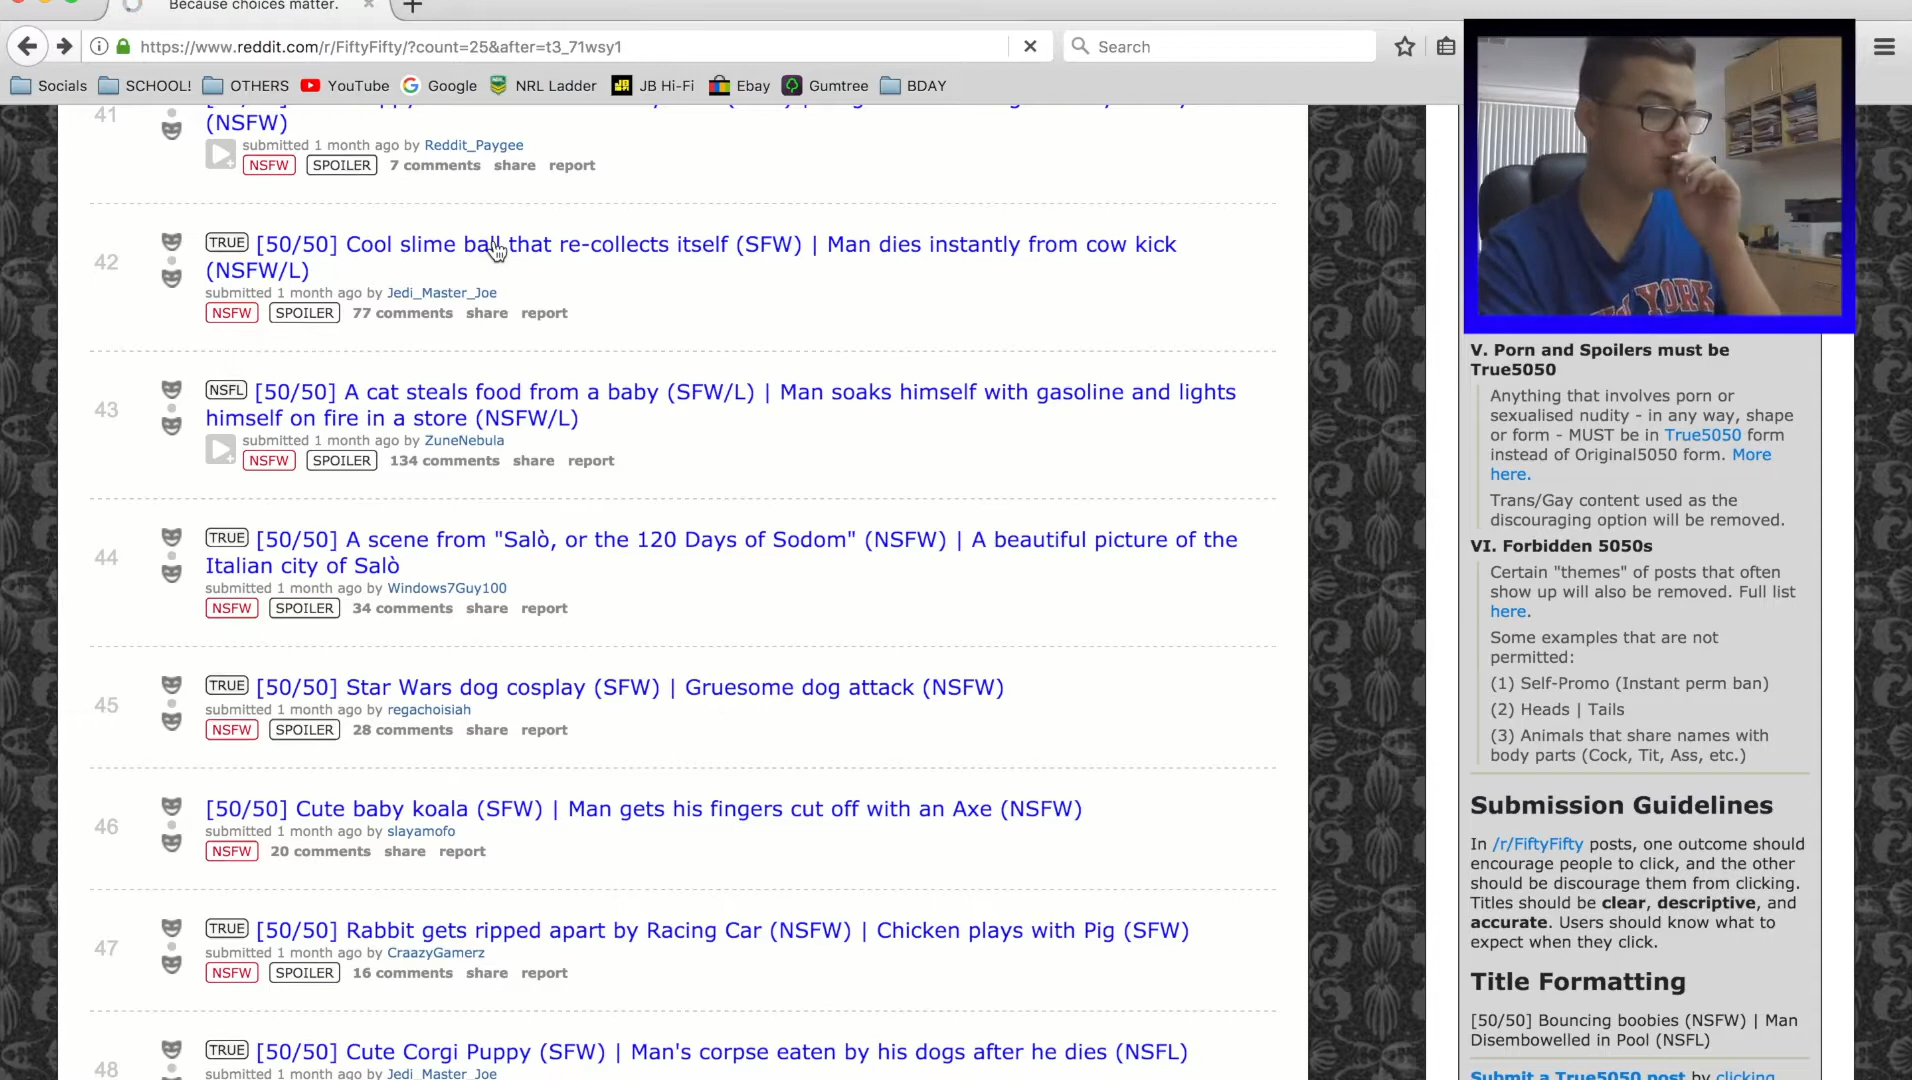 Because choices matter.
https://www.reddit.com/r/FiftyFifty/?count=25&after=t3_71wsy1
Search
Socials SCHOOL! OTHERS YouTube Google NRL Ladder JB Hi-Fi Ebay Gumtree BDAY
41
(NSFW)
submitted 1 month ago by Reddit_Paygee
NSFW SPOILER 7 comments share report
42
TRUE [50/50] Cool slime ball that re-collects itself (SFW) | Man dies instantly from cow kick
(NSFW/L)
submitted 1 month ago by Jedi_Master_Joe
NSFW SPOILER 77 comments share report
43
NSFL [50/50] A cat steals food from a baby (SFW/L) | Man soaks himself with gasoline and lights
himself on fire in a store (NSFW/L)
submitted 1 month ago by ZuneNebula
NSFW SPOILER 134 comments share report
44
TRUE [50/50] A scene from "Salò, or the 120 Days of Sodom" (NSFW) | A beautiful picture of the
Italian city of Salò
submitted 1 month ago by Windows7Guy100
NSFW SPOILER 34 comments share report
45
TRUE [50/50] Star Wars dog cosplay (SFW) | Gruesome dog attack (NSFW)
submitted 1 month ago by regachoisiah
NSFW SPOILER 28 comments share report
46
[50/50] Cute baby koala (SFW) | Man gets his fingers cut off with an Axe (NSFW)
submitted 1 month ago by slayamofo
NSFW 20 comments share report
47
TRUE [50/50] Rabbit gets ripped apart by Racing Car (NSFW) | Chicken plays with Pig (SFW)
submitted 1 month ago by CraazyGamerz
NSFW SPOILER 16 comments share report
48
TRUE [50/50] Cute Corgi Puppy (SFW) | Man's corpse eaten by his dogs after he dies (NSFL)
submitted 1 month ago by Jedi_Master_Joe
YORK
V. Porn and Spoilers must be
True5050
Anything that involves porn or
sexualised nudity - in any way, shape
or form - MUST be in True5050 form
instead of Original5050 form. More
here.
Trans/Gay content used as the
discouraging option will be removed.
VI. Forbidden 5050s
Certain "themes" of posts that often
show up will also be removed. Full list
here.
Some examples that are not
permitted:
(1) Self-Promo (Instant perm ban)
(2) Heads | Tails
(3) Animals that share names with
body parts (Cock, Tit, Ass, etc.)
Submission Guidelines
In /r/FiftyFifty posts, one outcome should
encourage people to click, and the other
should be discourage them from clicking.
Titles should be clear, descriptive, and
accurate. Users should know what to
expect when they click.
Title Formatting
[50/50] Bouncing boobies (NSFW) | Man
Disembowelled in Pool (NSFL)
Submit a True5050 post by clicking